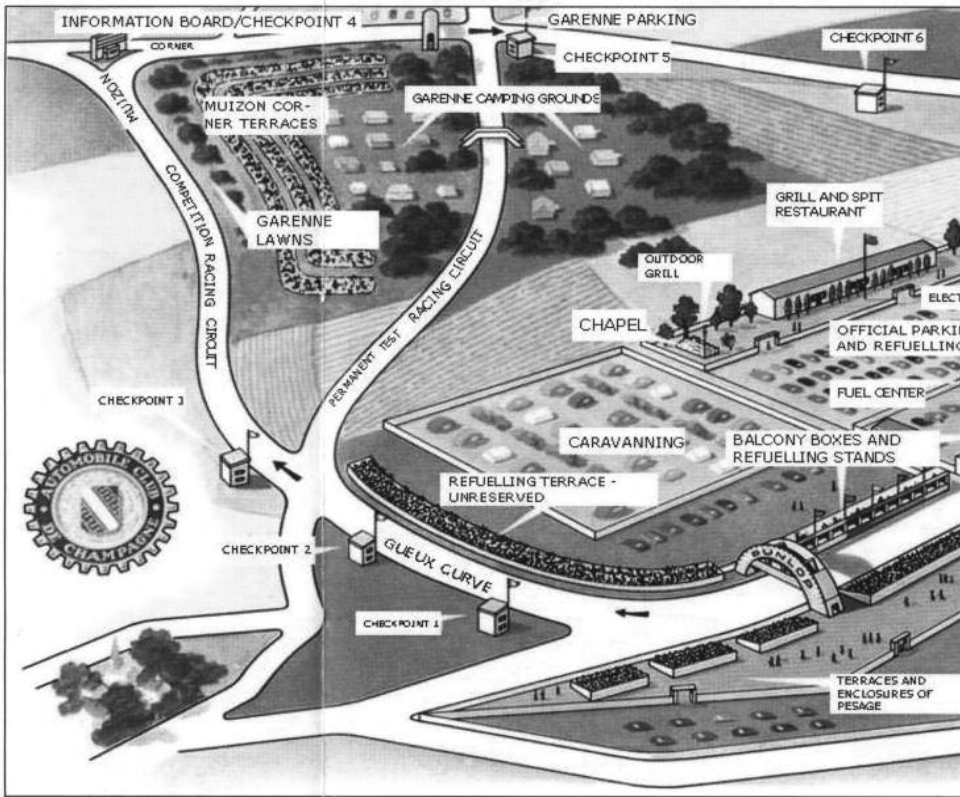 INFORMATION BOARD/CHECKPOINT 4
GARENNE PARKING
CORNER
CHECKPOINT 5
CHECKPOINT 6
MUIZON
MUIZON COR-
NER TERRACES
GARENNE CAMPING GROUNDS
GRILL AND SPIT
RESTAURANT
GARENNE
LAWNS
COMPETITION RACING CIRCUIT
PERMANENT TEST RACING CIRCUIT
OUTDOOR
GRILL
CHAPEL
ELECT
OFFICIAL PARKI
AND REFUELLING
FUEL CENTER
CHECKPOINT 3
CARAVANNING
BALCONY BOXES AND
REFUELLING STANDS
REFUELLING TERRACE -
UNRESERVED
AUTOMOBILE CLUB
DE CHAMPAGNE
CHECKPOINT 2
GUEUX CURVE
DUNLOP
CHECKPOINT 1
TERRACES AND
ENCLOSURES OF
PESAGE